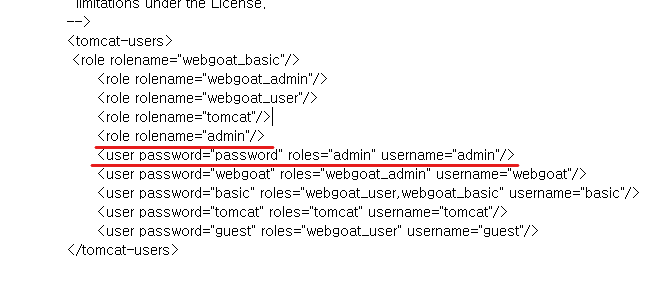 limitations under the License.
-->
<tomcat-users>
<role rolename="webgoat_basic"/>
<role rolename="webgoat_admin"/>
<role rolename="webgoat_user"/>
<role rolename="tomcat"/>
<role rolename="admin"/>
<user password="password" roles="admin" username="admin"/>
<user password="webgoat" roles="webgoat_admin" username="webgoat"/>
<user password="basic" roles="webgoat_user,webgoat_basic" username="basic"/>
<user password="tomcat" roles="tomcat" username="tomcat"/>
<user password="guest" roles="webgoat_user" username="guest"/>
</tomcat-users>